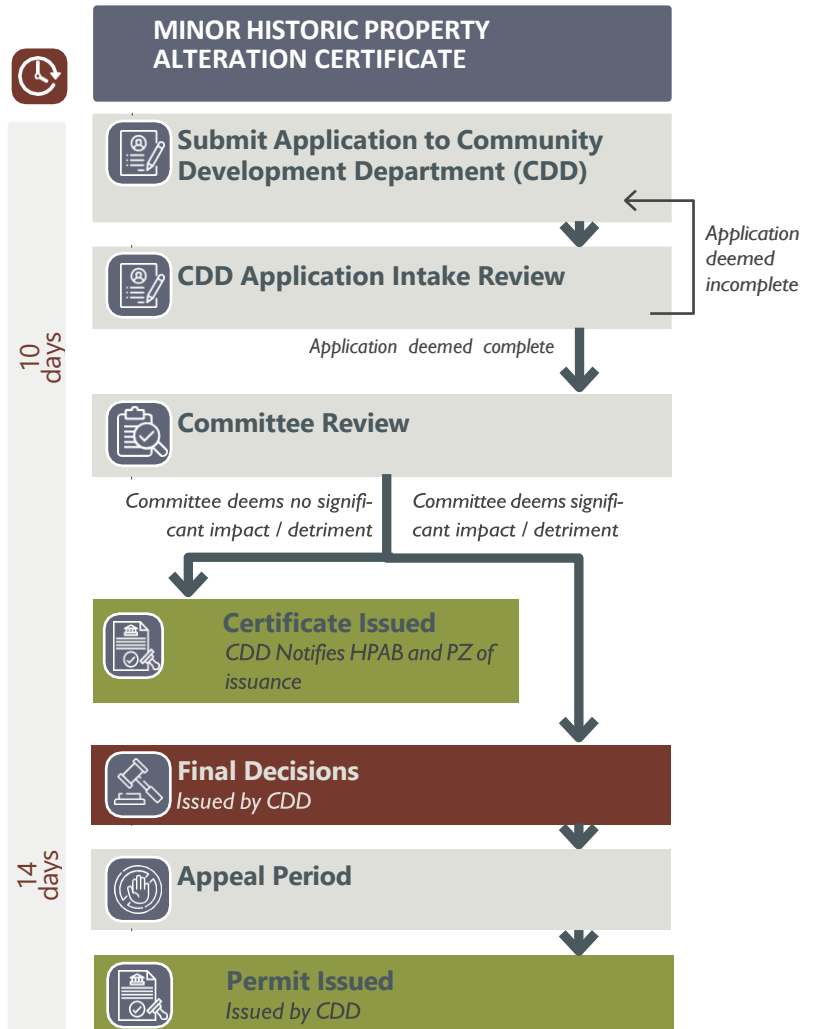 MINOR HISTORIC PROPERTY
ALTERATION CERTIFICATE
Submit Application to Community
Development Department (CDD)
Application
deemed
incomplete
CDD Application Intake Review
10
days
Application deemed complete
Committee Review
Committee deems no signifi-
cant impact / detriment
Committee deems signifi-
cant impact / detriment
Certificate Issued
CDD Notifies HPAB and PZ of
issuance
Final Decisions
Issued by CDD
14
days
Appeal Period
Permit Issued
Issued by CDD